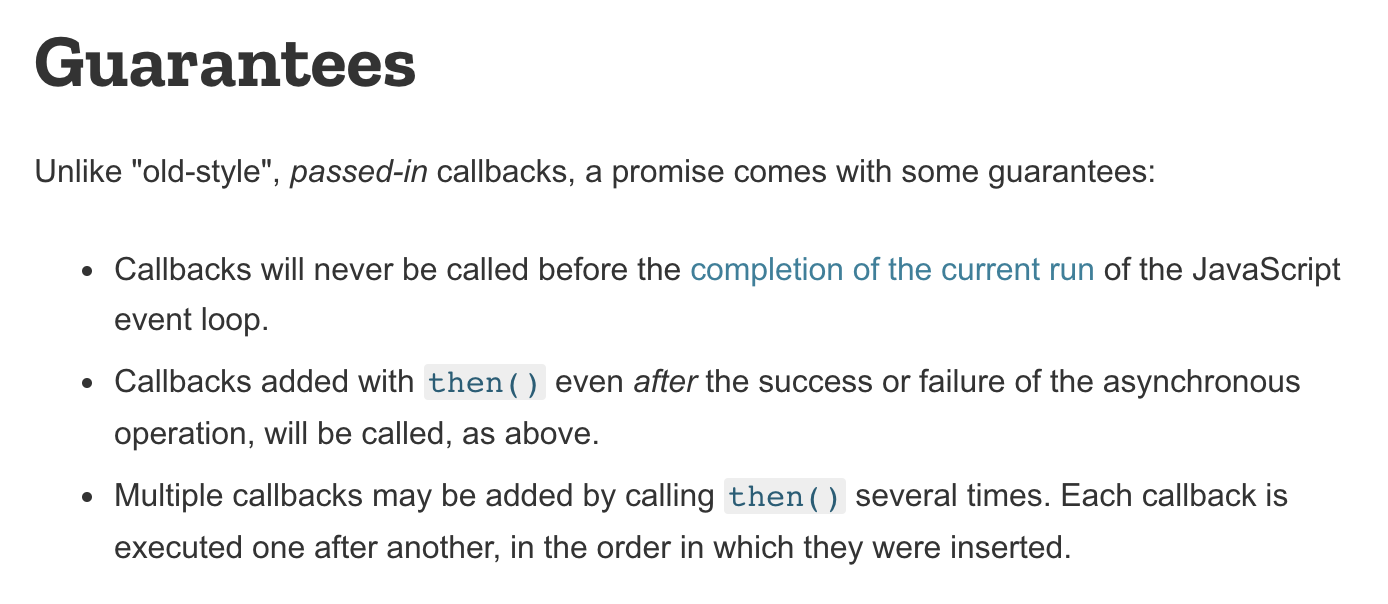 Guarantees
Unlike "old-style", passed-in callbacks, a promise comes with some guarantees:
• Callbacks will never be called before the completion of the current run of the JavaScript
event loop.
• Callbacks added with then() even after the success or failure of the asynchronous
operation, will be called, as above.
• Multiple callbacks may be added by calling then() several times. Each callback is
executed one after another, in the order in which they were inserted.